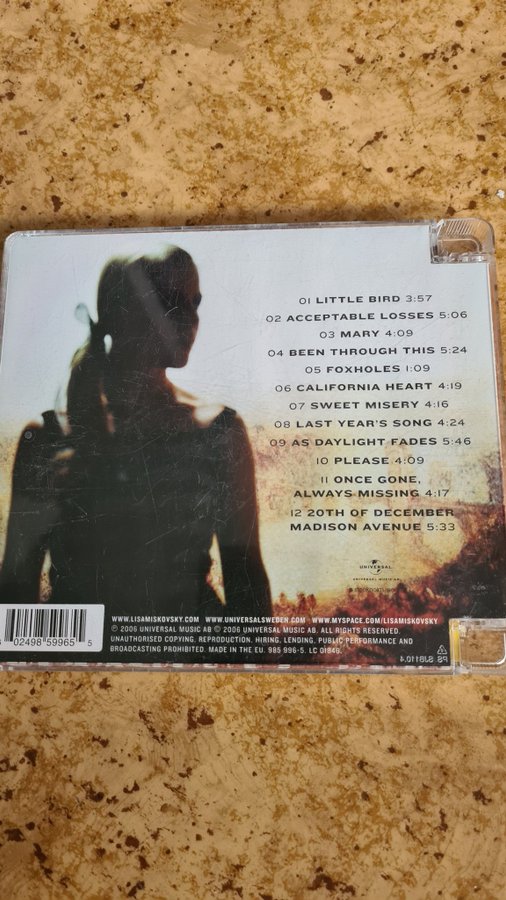 01 LITTLE BIRD 3:57
02 ACCEPTABLE LOSSES 5:06
03 MARY 4:09
04 BEEN THROUGH THIS 5:24
05 FOXHOLES 1:09
06 CALIFORNIA HEART 4:19
07 SWEET MISERY 4:16
08 LAST YEAR'S SONG 4:24
09 AS DAYLIGHT FADES 5:46
10 PLEASE 4:09
11 ONCE GONE,
ALWAYS MISSING 4:17
12 20TH OF DECEMBER
MADISON AVENUE 5:33
UNIVERSAL
UNIVERSAL MUSIC AB
WWW.LISAMISKOVSKY.COM WWW.UNIVERSALSWEDEN.COM WWW.MYSPACE.COM/LISAMISKOVSKY
℗ 2006 UNIVERSAL MUSIC AB © 2006 UNIVERSAL MUSIC AB. ALL RIGHTS RESERVED.
UNAUTHORISED COPYING, REPRODUCTION, HIRING, LENDING, PUBLIC PERFORMANCE AND
BROADCASTING PROHIBITED. MADE IN THE EU. 985 996-5. LC 01846.
02498 59965 5